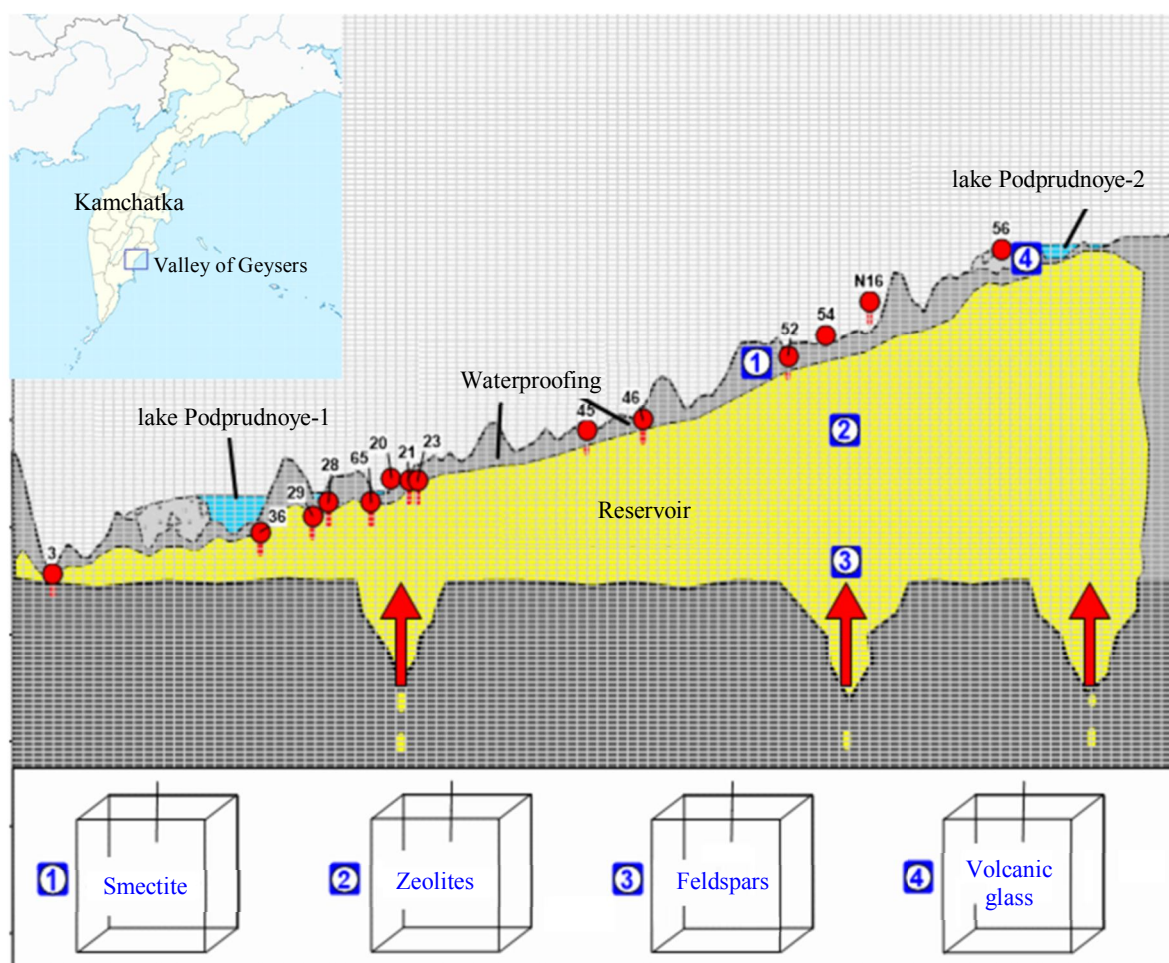 Kamchatka
Valley of Geysers
lake Podprudnoye-2
56
4
N16
54
52
1
Waterproofing
46
45
2
lake Podprudnoye-1
23
21
20
65
28
29
36
Reservoir
3
3
1
Smectite
2
Zeolites
3
Feldspars
4
Volcanic
glass